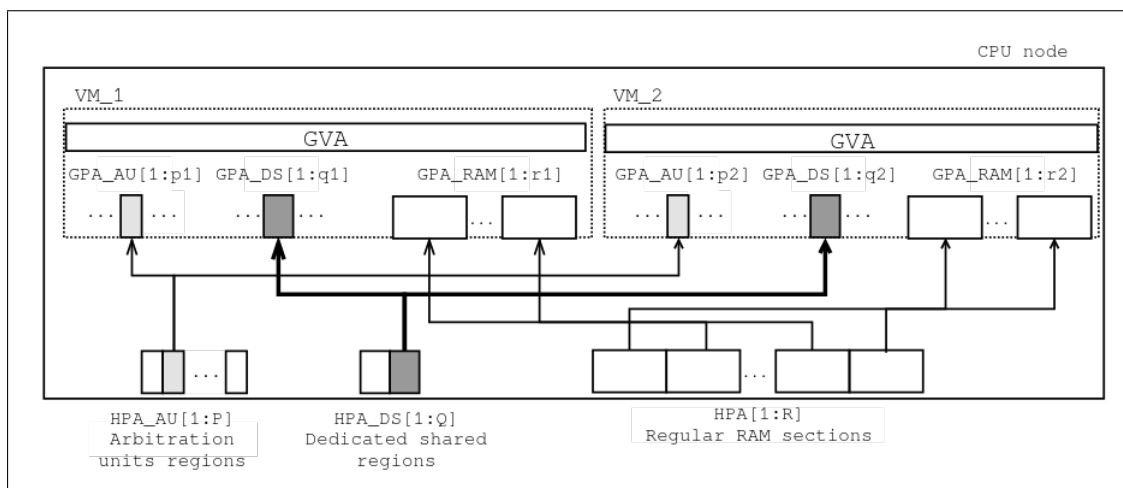 CPU node
VM_1
VM_2
GVA
GVA
GPA_AU[1:p1] GPA_DS[1:q1] GPA_RAM[1:r1]
GPA_AU[1:p2] GPA_DS[1:q2] GPA_RAM[1:r2]
... ... ... ... ...
... ... ... ... ...
... ...
HPA_AU[1:P]
Arbitration
units regions
HPA_DS[1:Q]
Dedicated shared
regions
HPA[1:R]
Regular RAM sections